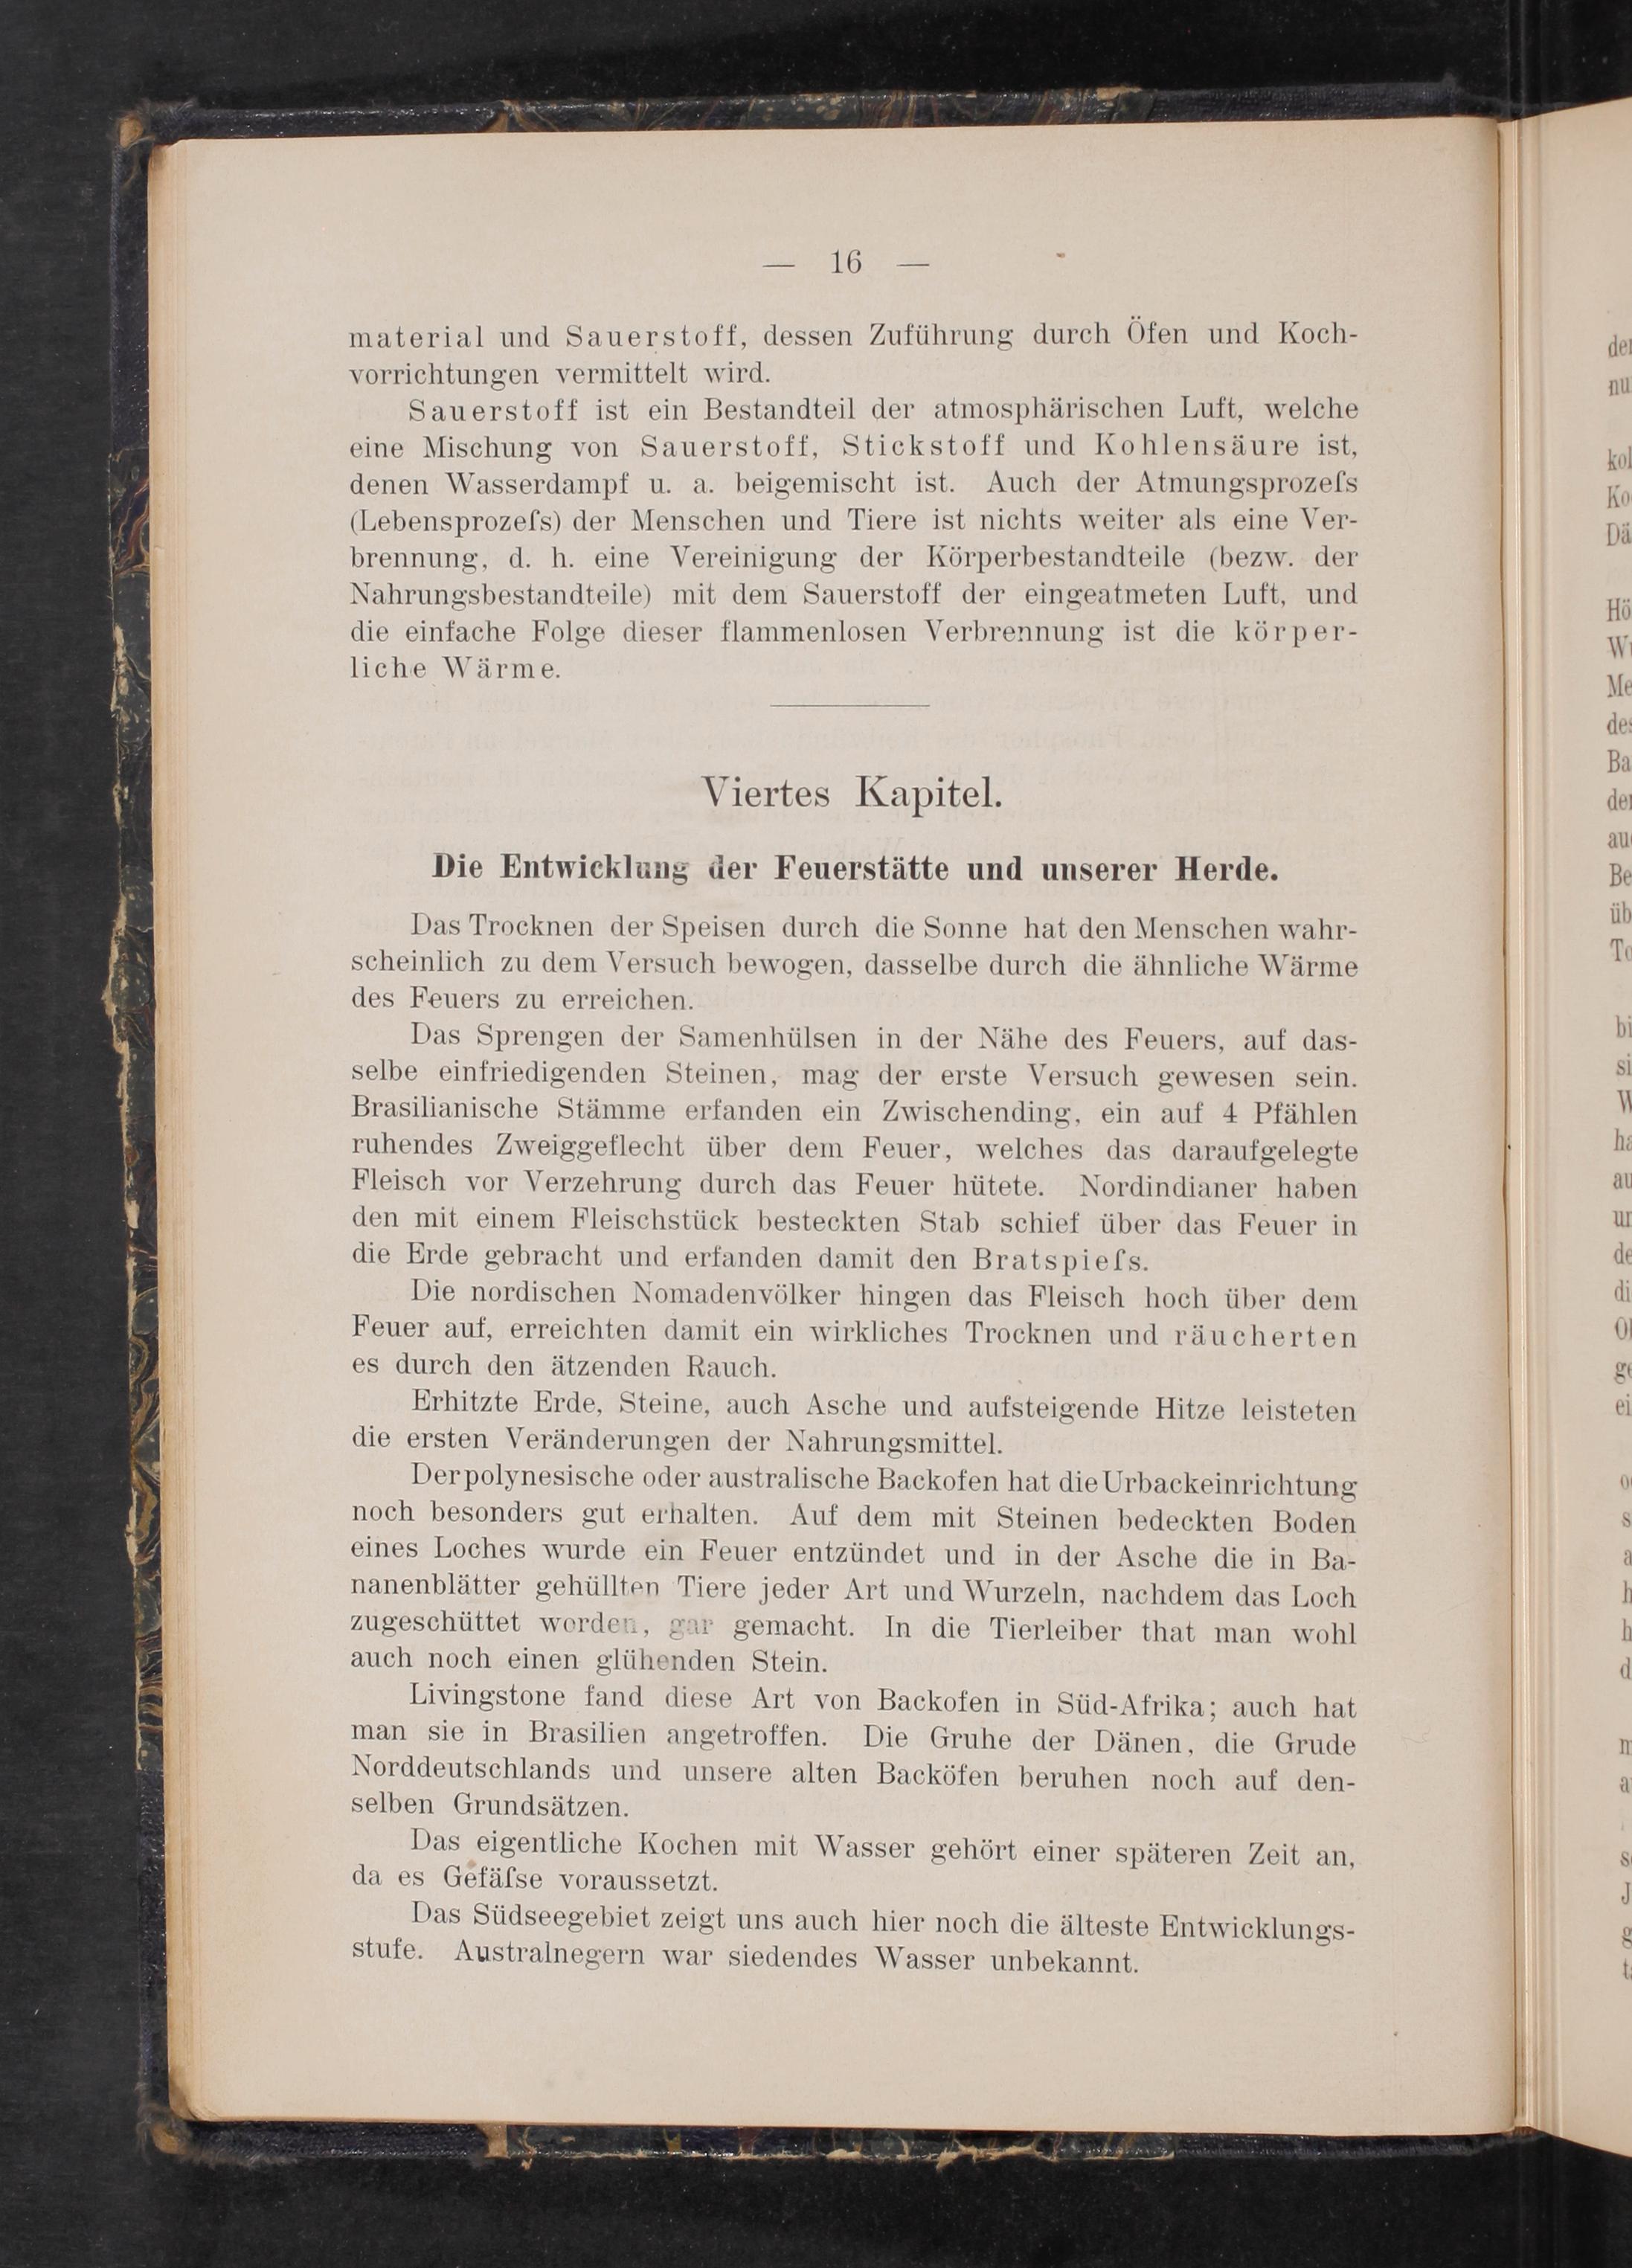 — 16 —
material und Sauerstoff, dessen Zuführung durch Öfen und Koch-
vorrichtungen vermittelt wird.
Sauerstoff ist ein Bestandteil der atmosphärischen Luft, welche
eine Mischung von Sauerstoff, Stickstoff und Kohlensäure ist,
denen Wasserdampf u. a. beigemischt ist. Auch der Atmungsprozeſs
(Lebensprozeſs) der Menschen und Tiere ist nichts weiter als eine Ver-
brennung, d. h. eine Vereinigung der Körperbestandteile (bezw. der
Nahrungsbestandteile) mit dem Sauerstoff der eingeatmeten Luft, und
die einfache Folge dieser flammenlosen Verbrennung ist die körper-
liche Wärme.
Viertes Kapitel.
Die Entwicklung der Feuerstätte und unserer Herde.
Das Trocknen der Speisen durch die Sonne hat den Menschen wahr-
scheinlich zu dem Versuch bewogen, dasselbe durch die ähnliche Wärme
des Feuers zu erreichen.
Das Sprengen der Samenhülsen in der Nähe des Feuers, auf das-
selbe einfriedigenden Steinen, mag der erste Versuch gewesen sein.
Brasilianische Stämme erfanden ein Zwischending, ein auf 4 Pfählen
ruhendes Zweiggeflecht über dem Feuer, welches das daraufgelegte
Fleisch vor Verzehrung durch das Feuer hütete. Nordindianer haben
den mit einem Fleischstück besteckten Stab schief über das Feuer in
die Erde gebracht und erfanden damit den Bratspieſs.
Die nordischen Nomadenvölker hingen das Fleisch hoch über dem
Feuer auf, erreichten damit ein wirkliches Trocknen und räucherten
es durch den ätzenden Rauch.
Erhitzte Erde, Steine, auch Asche und aufsteigende Hitze leisteten
die ersten Veränderungen der Nahrungsmittel.
Der polynesische oder australische Backofen hat die Urbackeinrichtung
noch besonders gut erhalten. Auf dem mit Steinen bedeckten Boden
eines Loches wurde ein Feuer entzündet und in der Asche die in Ba-
nanenblätter gehüllten Tiere jeder Art und Wurzeln, nachdem das Loch
zugeschüttet worden, gar gemacht. In die Tierleiber that man wohl
auch noch einen glühenden Stein.
Livingstone fand diese Art von Backofen in Süd-Afrika; auch hat
man sie in Brasilien angetroffen. Die Gruhe der Dänen, die Grude
Norddeutschlands und unsere alten Backöfen beruhen noch auf den-
selben Grundsätzen.
Das eigentliche Kochen mit Wasser gehört einer späteren Zeit an,
da es Gefäſse voraussetzt.
Das Südseegebiet zeigt uns auch hier noch die älteste Entwicklungs-
stufe. Australnegern war siedendes Wasser unbekannt.